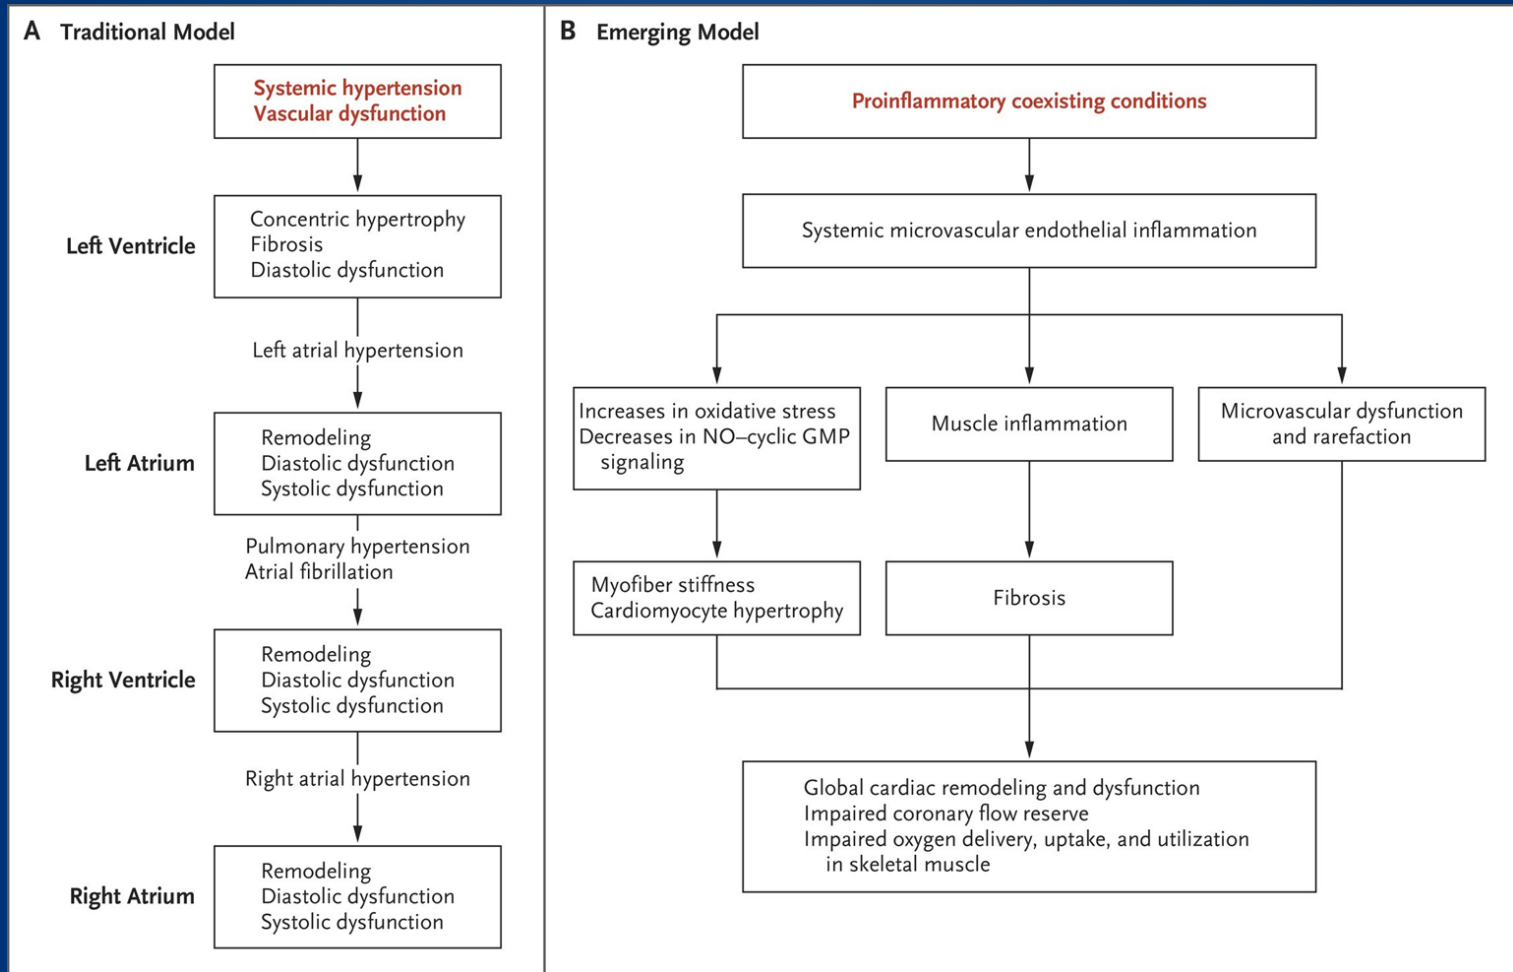 A Traditional Model
Systemic hypertension
Vascular dysfunction
Left Ventricle
Concentric hypertrophy
Fibrosis
Diastolic dysfunction
Left atrial hypertension
Left Atrium
Remodeling
Diastolic dysfunction
Systolic dysfunction
Pulmonary hypertension
Atrial fibrillation
Right Ventricle
Remodeling
Diastolic dysfunction
Systolic dysfunction
Right atrial hypertension
Right Atrium
Remodeling
Diastolic dysfunction
Systolic dysfunction
B Emerging Model
Proinflammatory coexisting conditions
Systemic microvascular endothelial inflammation
Increases in oxidative stress
Decreases in NO–cyclic GMP
signaling
Muscle inflammation
Microvascular dysfunction
and rarefaction
Myofiber stiffness
Cardiomyocyte hypertrophy
Fibrosis
Global cardiac remodeling and dysfunction
Impaired coronary flow reserve
Impaired oxygen delivery, uptake, and utilization
in skeletal muscle